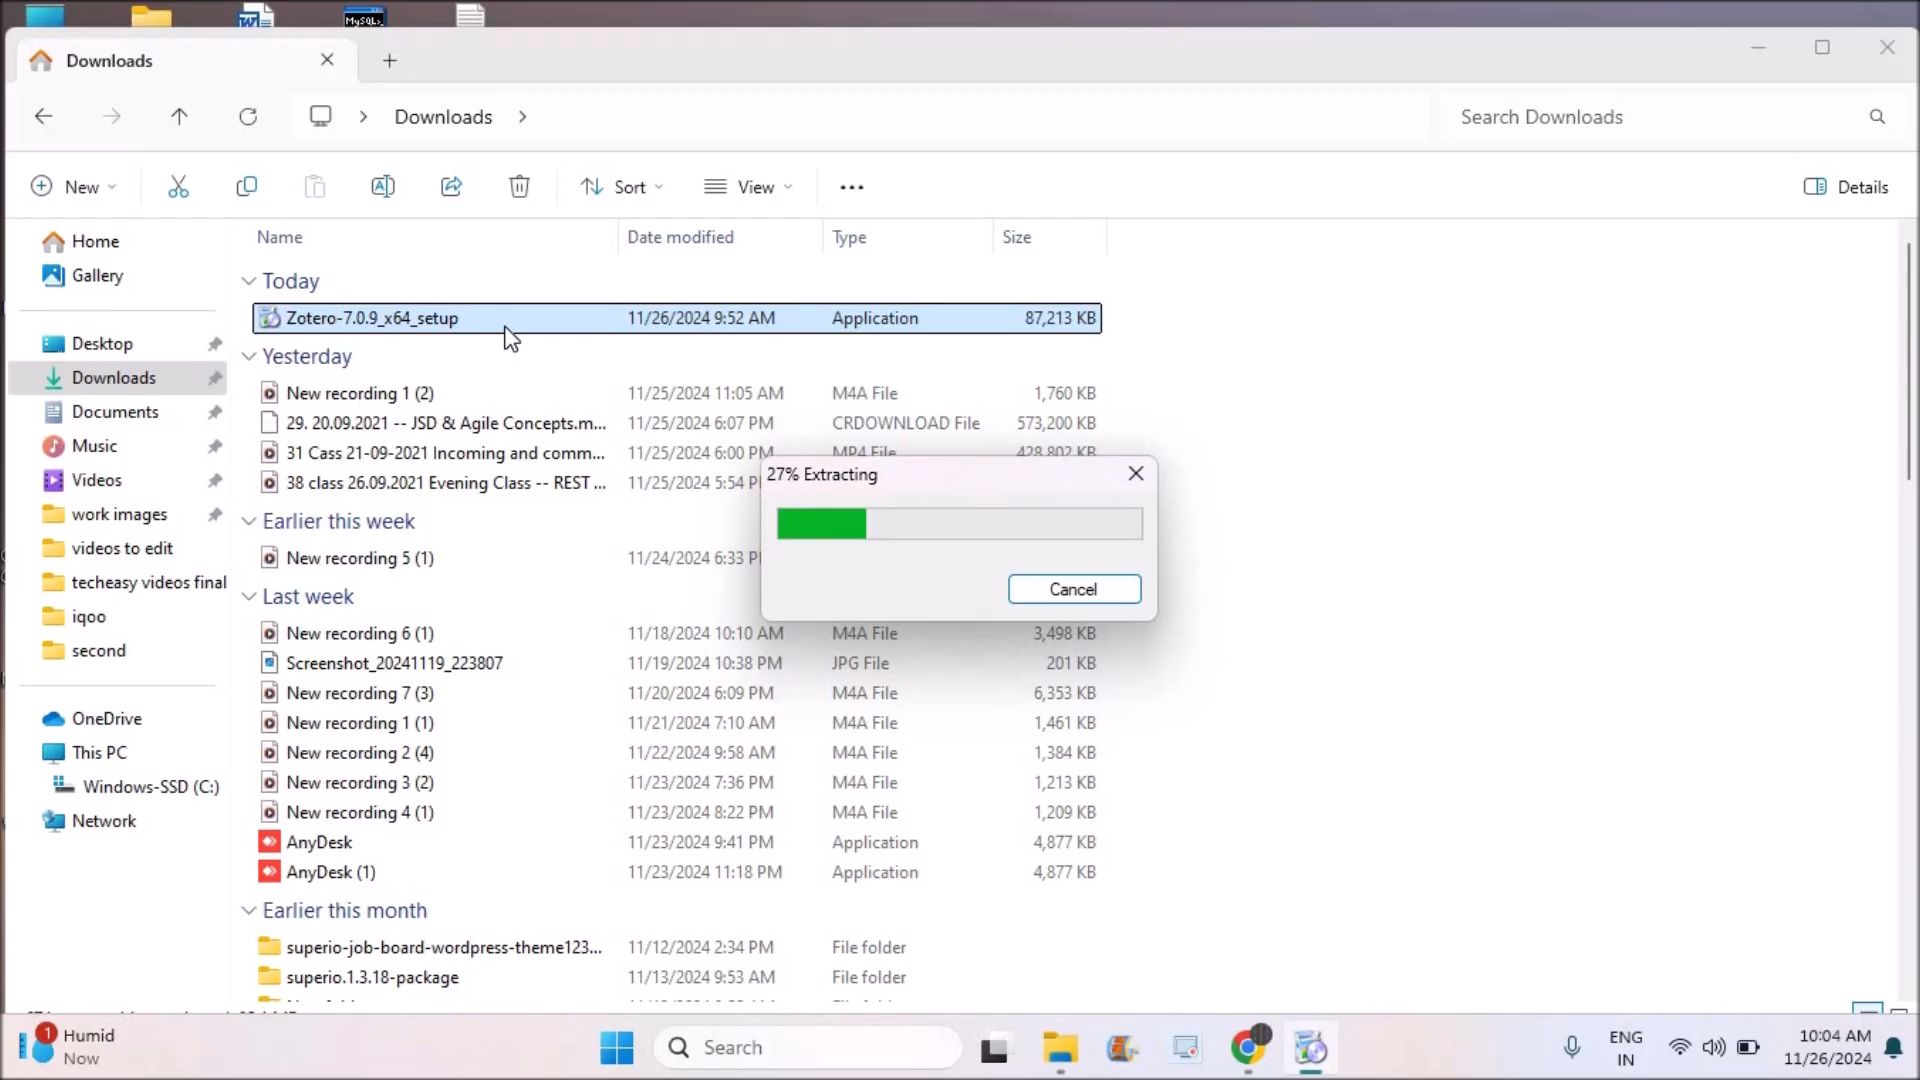 MySQL
Downloads
Downloads
Search Downloads
New
Sort
View
Details
Name Date modified Type Size
Home
Gallery
Desktop
Downloads
Documents
Music
Videos
work images
videos to edit
techeasy videos final
iqoo
second
OneDrive
This PC
Windows-SSD (C:)
Network
Today
Zotero-7.0.9_x64_setup 11/26/2024 9:52 AM Application 87,213 KB
Yesterday
New recording 1 (2) 11/25/2024 11:05 AM M4A File 1,760 KB
29. 20.09.2021 -- JSD & Agile Concepts.m... 11/25/2024 6:07 PM CRDOWNLOAD File 573,200 KB
31 Cass 21-09-2021 Incoming and comm... 11/25/2024 6:00 PM MP4 File 428,802 KB
38 class 26.09.2021 Evening Class -- REST ... 11/25/2024 5:54 P
Earlier this week
New recording 5 (1) 11/24/2024 6:33 P
Last week
New recording 6 (1) 11/18/2024 10:10 AM M4A File 3,498 KB
Screenshot_20241119_223807 11/19/2024 10:38 PM JPG File 201 KB
New recording 7 (3) 11/20/2024 6:09 PM M4A File 6,353 KB
New recording 1 (1) 11/21/2024 7:10 AM M4A File 1,461 KB
New recording 2 (4) 11/22/2024 9:58 AM M4A File 1,384 KB
New recording 3 (2) 11/23/2024 7:36 PM M4A File 1,213 KB
New recording 4 (1) 11/23/2024 8:22 PM M4A File 1,209 KB
AnyDesk 11/23/2024 9:41 PM Application 4,877 KB
AnyDesk (1) 11/23/2024 11:18 PM Application 4,877 KB
Earlier this month
superio-job-board-wordpress-theme123... 11/12/2024 2:34 PM File folder
superio.1.3.18-package 11/13/2024 9:53 AM File folder
27% Extracting
Cancel
1
Humid
Now
Search
ENG
IN
10:04 AM
11/26/2024